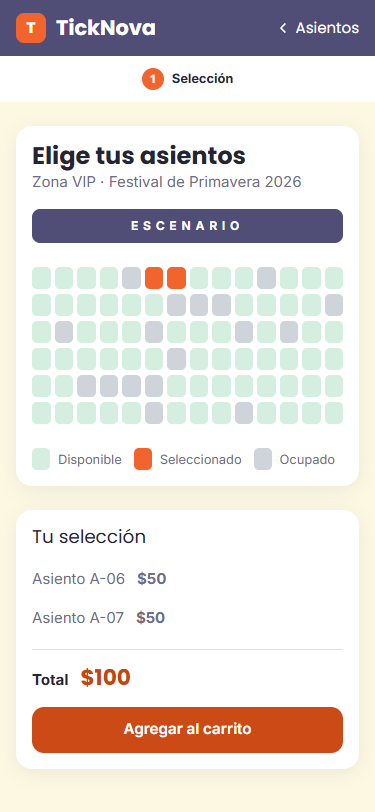 T TickNova
Asientos
1 Selección
Elige tus asientos
Zona VIP · Festival de Primavera 2026
ESCENARIO
Disponible Seleccionado Ocupado
Tu selección
Asiento A-06 $50
Asiento A-07 $50
Total $100
Agregar al carrito